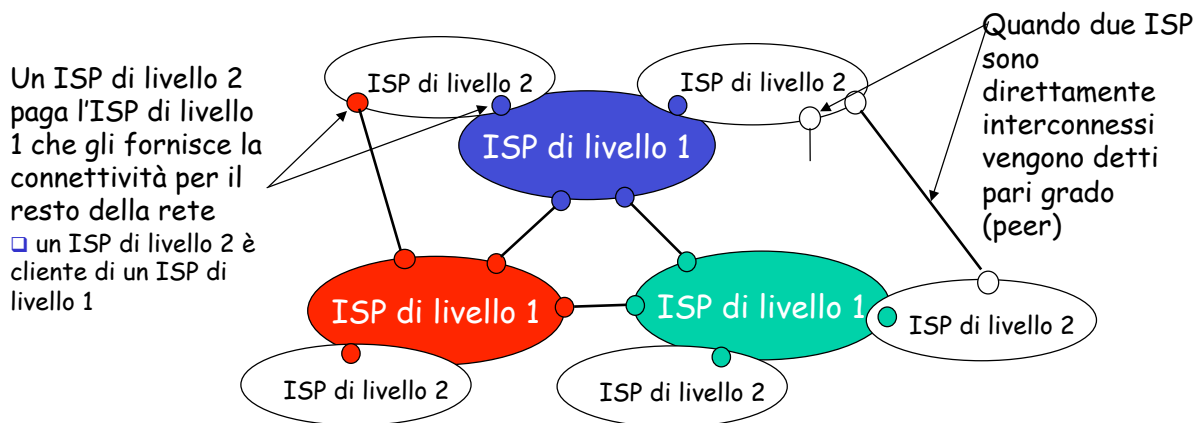 Un ISP di livello 2
paga l'ISP di livello
1 che gli fornisce la
connettività per il
resto della rete
❑ un ISP di livello 2 è
cliente di un ISP di
livello 1
ISP di livello 2
ISP di livello 2
ISP di livello 1
Quando due ISP
sono
direttamente
interconnessi
vengono detti
pari grado
(peer)
ISP di livello 1
ISP di livello 1
ISP di livello 2
ISP di livello 2
ISP di livello 2